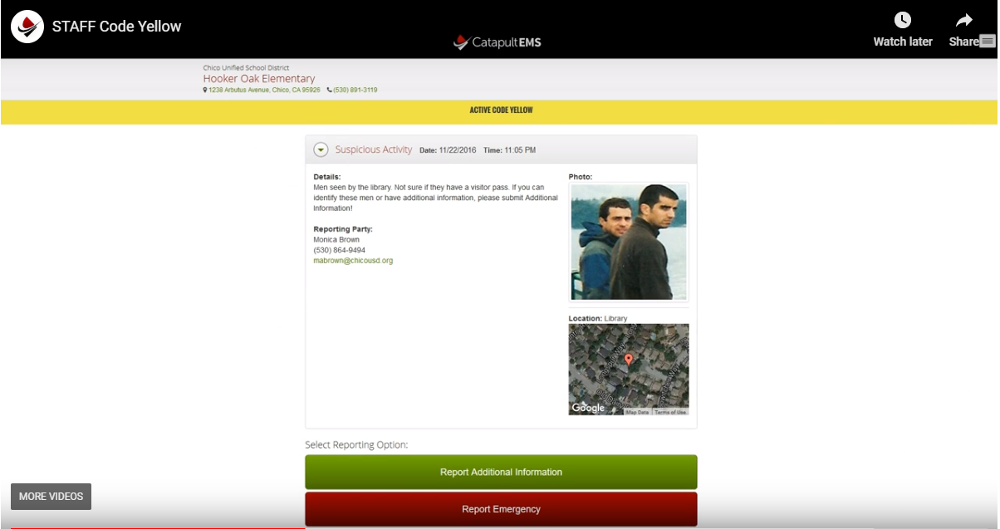 STAFF Code Yellow
CatapultEMS
Watch later
Share
Chico Unified School District
Hooker Oak Elementary
1238 Arbutus Avenue, Chico, CA 95926 (530) 891-3119
ACTIVE CODE YELLOW
Suspicious Activity Date: 11/22/2016 Time: 11:05 PM
Details:
Men seen by the library. Not sure if they have a visitor pass. If you can
identify these men or have additional information, please submit Additional
Information!
Reporting Party:
Monica Brown
(530) 864-9494
mabrown@chicousd.org
Photo:
Location: Library
Google
Map Data
Terms of Use
Select Reporting Option:
Report Additional Information
Report Emergency
MORE VIDEOS